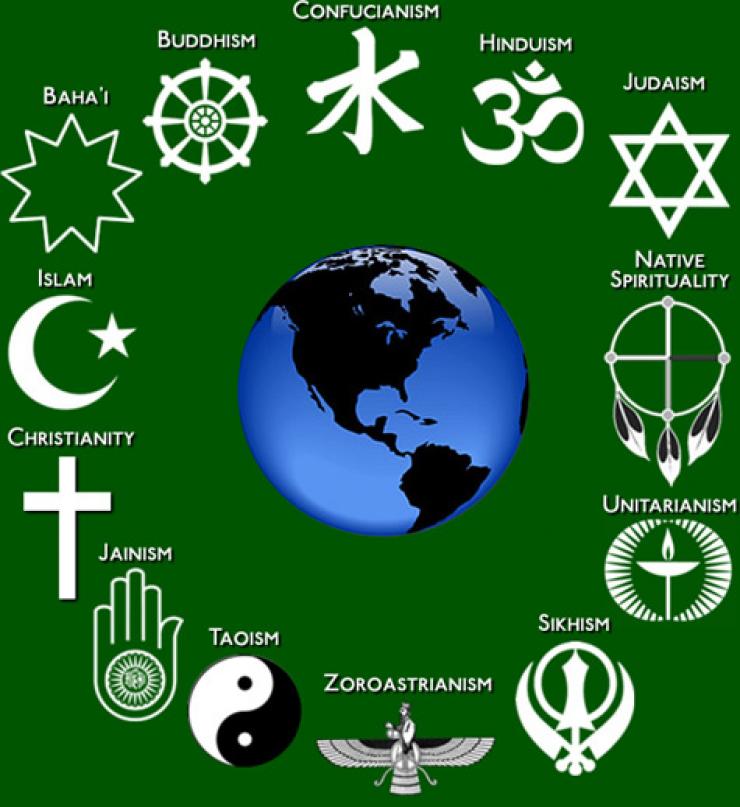 CONFUCIANISM
BUDDHISM
HINDUISM
JUDAISM
BAHA'I
水
ॐ
ISLAM
NATIVE
SPIRITUALITY
CHRISTIANITY
UNITARIANISM
JAINISM
SIKHISM
TAOISM
ZOROASTRIANISM